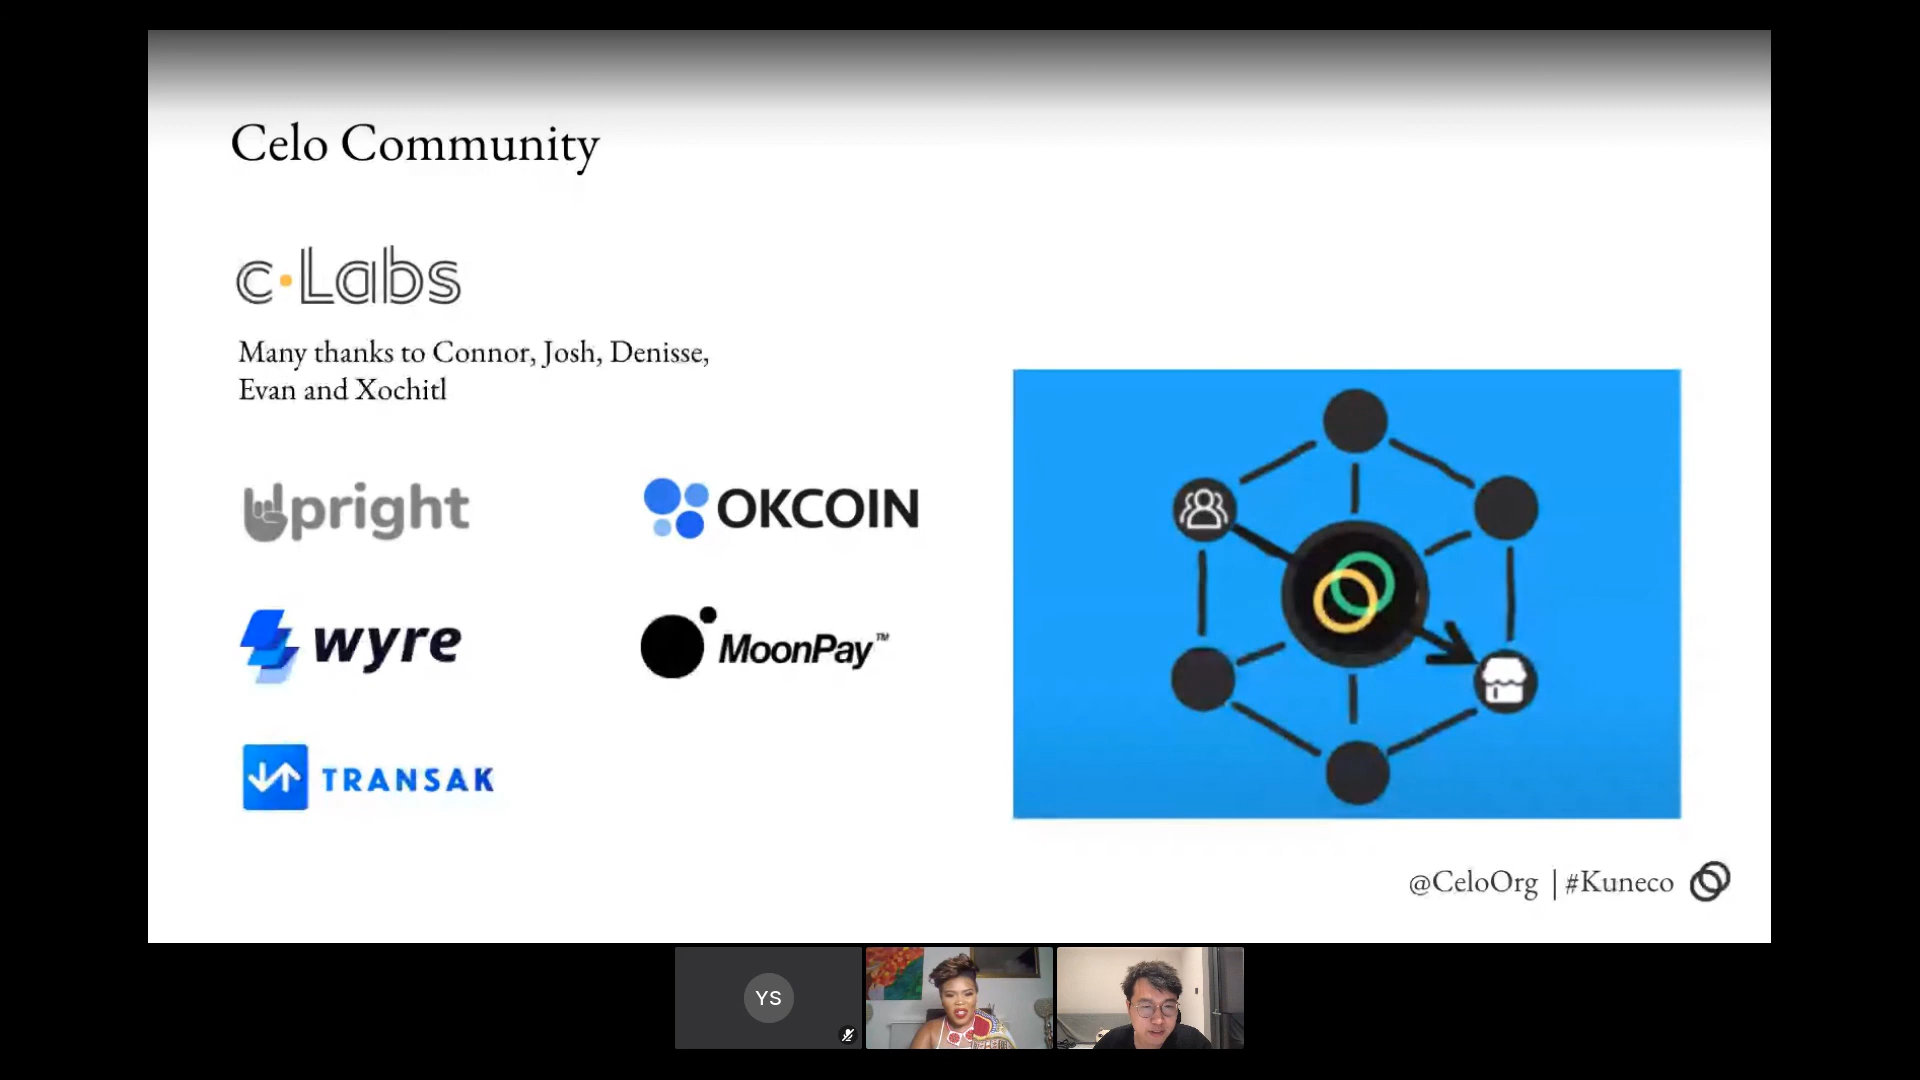 Celo Community
c·Labs
Many thanks to Connor, Josh, Denisse,
Evan and Xochitl
Upright
OKCOIN
wyre
MoonPay™
TRANSAK
@CeloOrg | #Kuneco
YS